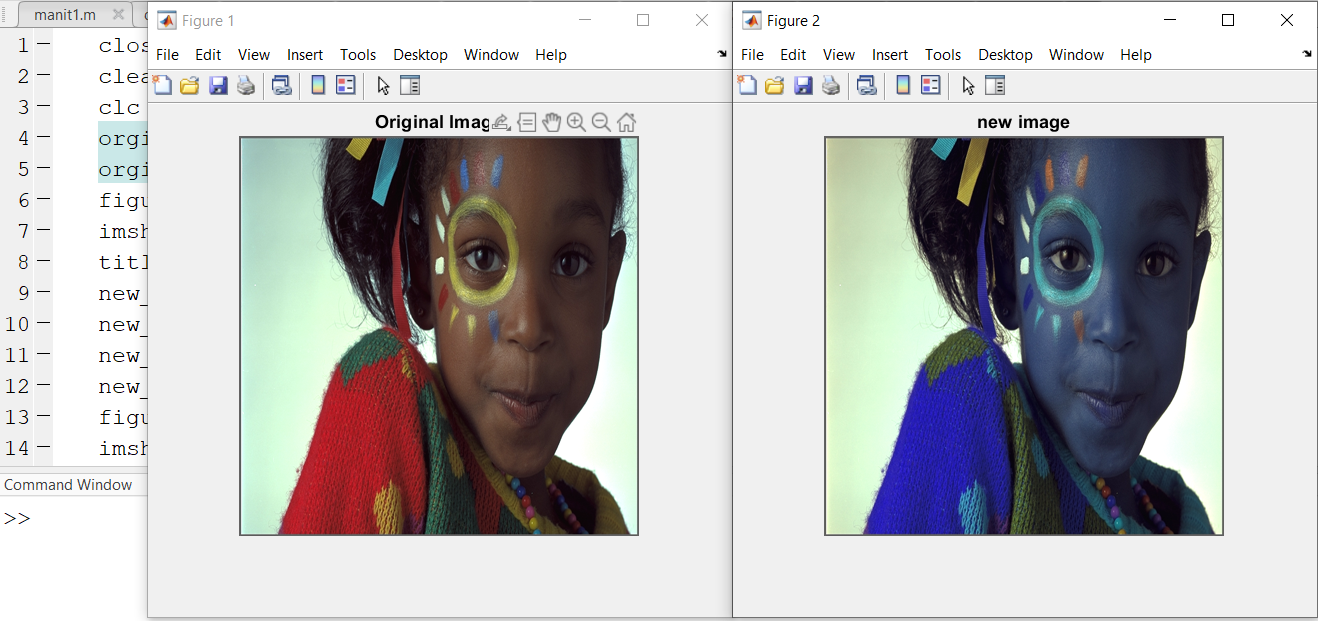 manit1.m
1 clos
2 clea
3 clc
4 orgi
5 orgi
6 figu
7 imsh
8 titl
9 new_
10 new_
11 new_
12 new_
13 figu
14 imsh
Command Window
>>
Figure 1
File Edit View Insert Tools Desktop Window Help
Original Imag
Figure 2
File Edit View Insert Tools Desktop Window Help
new image